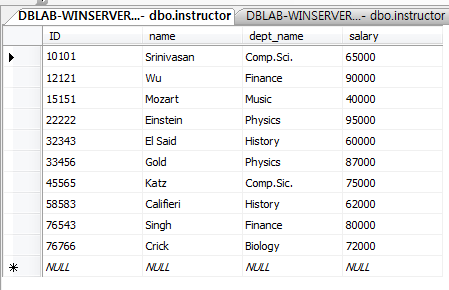 DBLAB-WINSERVER...- dbo.instructor DBLAB-WINSERVER...- dbo.instructor
ID name dept_name salary
10101 Srinivasan Comp.Sci. 65000
12121 Wu Finance 90000
15151 Mozart Music 40000
22222 Einstein Physics 95000
32343 El Said History 60000
33456 Gold Physics 87000
45565 Katz Comp.Sic. 75000
58583 Califieri History 62000
76543 Singh Finance 80000
76766 Crick Biology 72000
NULL NULL NULL NULL